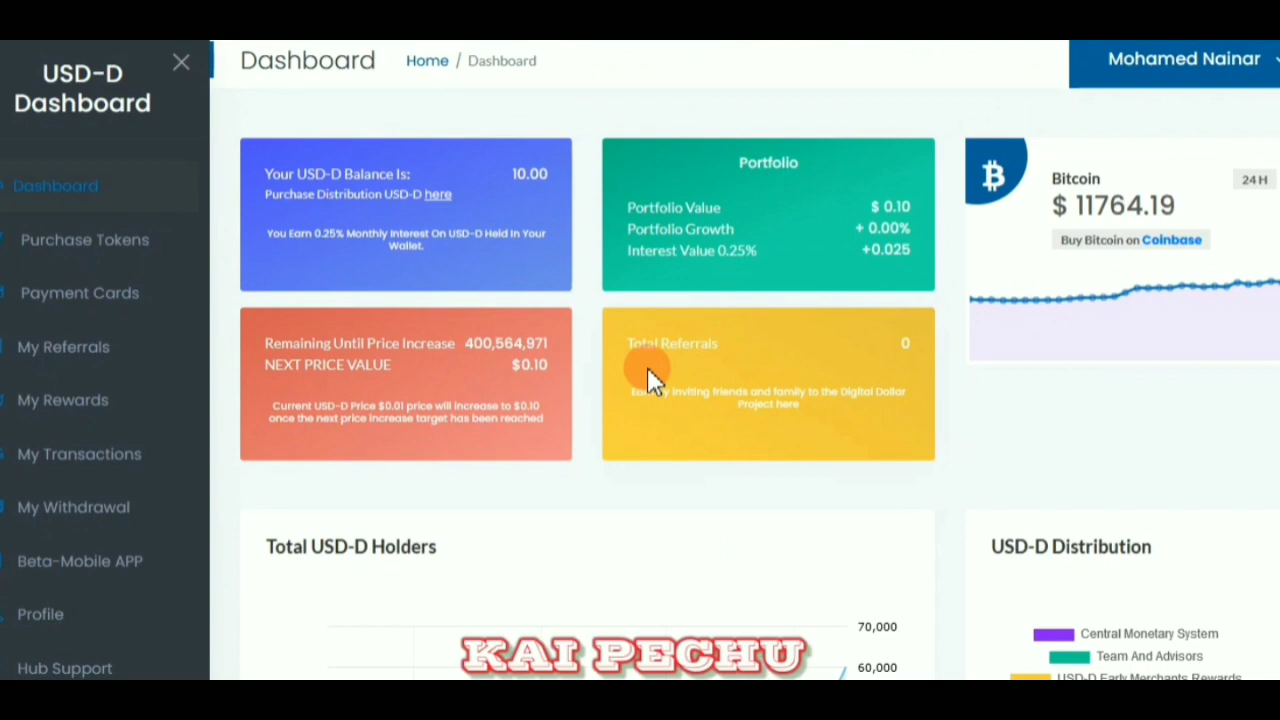 USD-D
Dashboard
Dashboard
Purchase Tokens
Payment Cards
My Referrals
My Rewards
My Transactions
My Withdrawal
Beta-Mobile APP
Profile
Hub Support
Dashboard
Home / Dashboard
Mohamed Nainar
Your USD-D Balance Is: 10.00
Purchase Distribution USD-D here
You Earn 0.25% Monthly Interest On USD-D Held In Your
Wallet.
Portfolio
Portfolio Value $ 0.10
Portfolio Growth + 0.00%
Interest Value 0.25% +0.025
Bitcoin
24H
$ 11764.19
Buy Bitcoin on Coinbase
Remaining Until Price Increase 400,564,971
NEXT PRICE VALUE $0.10
Current USD-D Price $0.01 price will increase to $0.10
once the next price increase target has been reached
Total Referrals 0
inviting friends and family to the Digital Dollar
Project here
Total USD-D Holders
70,000
60,000
USD-D Distribution
Central Monetary System
Team And Advisors
USD-D Early Merchants Rewards
KAI PECHU